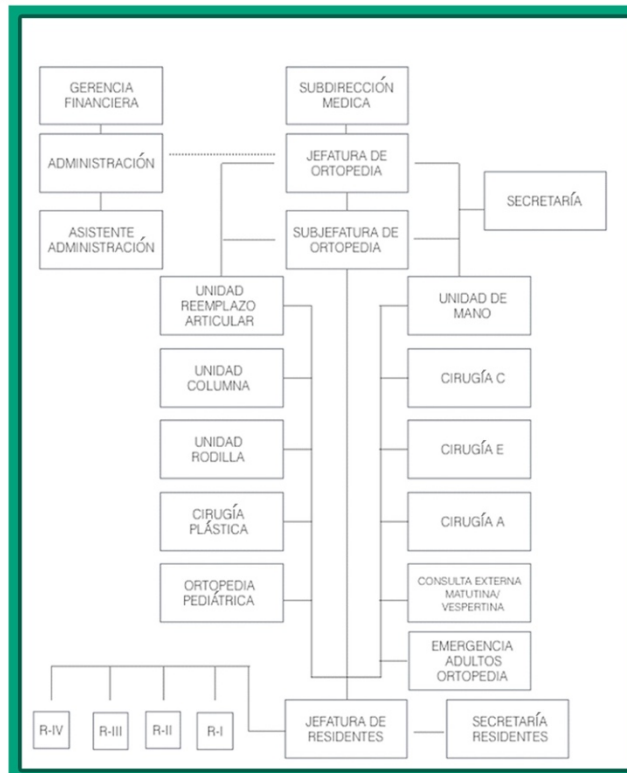 GERENCIA
FINANCIERA
SUBDIRECCIÓN
MEDICA
ADMINISTRACIÓN
JEFATURA DE
ORTOPEDIA
SECRETARÍA
ASISTENTE
ADMINISTRACIÓN
SUBJEFATURA DE
ORTOPEDIA
UNIDAD
REEMPLAZO
ARTICULAR
UNIDAD DE
MANO
UNIDAD
COLUMNA
CIRUGÍA C
UNIDAD
RODILLA
CIRUGÍA E
CIRUGÍA
PLÁSTICA
CIRUGÍA A
ORTOPEDIA
PEDIÁTRICA
CONSULTA EXTERNA
MATUTINA/
VESPERTINA
EMERGENCIA
ADULTOS
ORTOPEDIA
R-IV
R-III
R-II
R-I
JEFATURA DE
RESIDENTES
SECRETARÍA
RESIDENTES